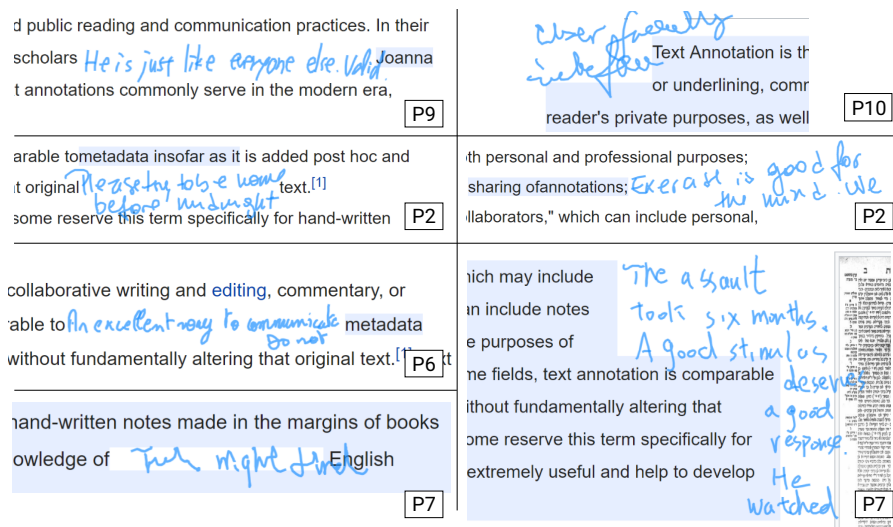 d public reading and communication practices. In their
scholars He is just like everyone else. Valid. Joanna
t annotations commonly serve in the modern era,
P9
User friendly
interface
Text Annotation is th
or underlining, comm
reader's private purposes, as well
P10
arable tometadata insofar as it is added post hoc and
t original Please try to be home text.[1]
before midnight
some reserve this term specifically for hand-written
P2
th personal and professional purposes;
sharing ofannotations; Exercise is good for
the mind. We
llaborators," which can include personal,
P2
collaborative writing and editing, commentary, or
rable to An excellent way to communicate metadata
Do not
without fundamentally altering that original text.[1] xt
P6
hand-written notes made in the margins of books
owledge of might English
P7
hich may include The assault
an include notes took six months.
e purposes of A good stimulus
me fields, text annotation is comparable deserves
ithout fundamentally altering that a good
ome reserve this term specifically for response.
extremely useful and help to develop He
watched
P7